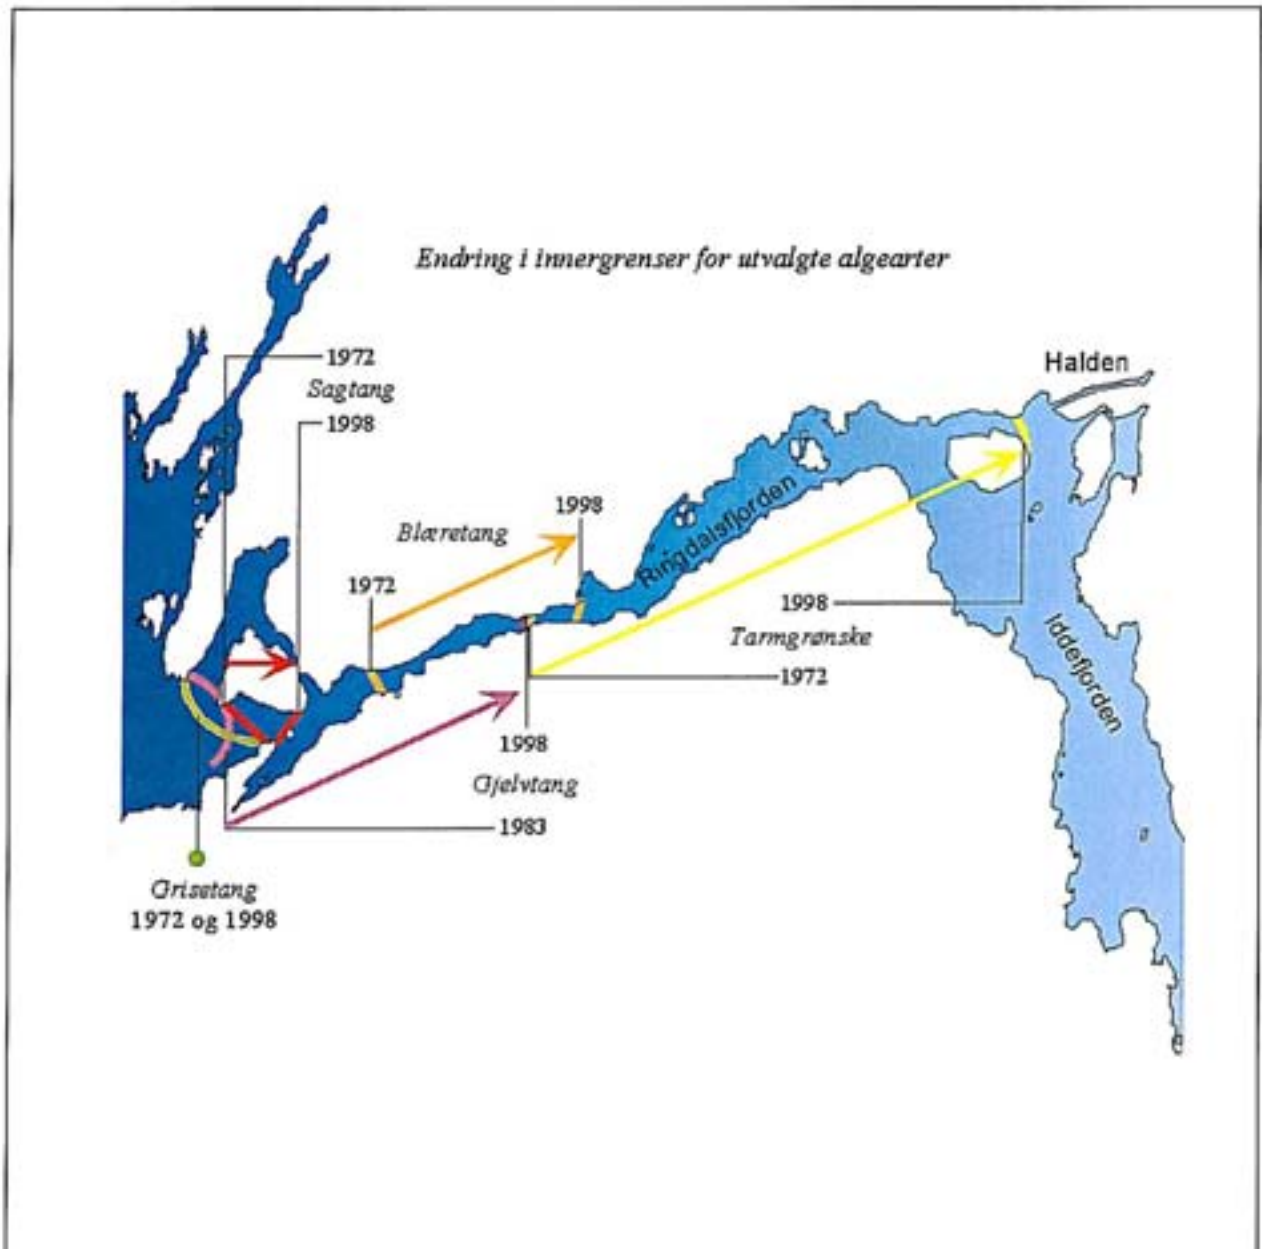 Endring i innergrenser for utvalgte algearter
1972
Sagtang
1998
Halden
Blæretang
1998
1972
Ringdalsfjorden
1998
Tarmgrønske
1972
Iddefjorden
1998
Gjelvtang
1983
Grisetang
1972 og 1998